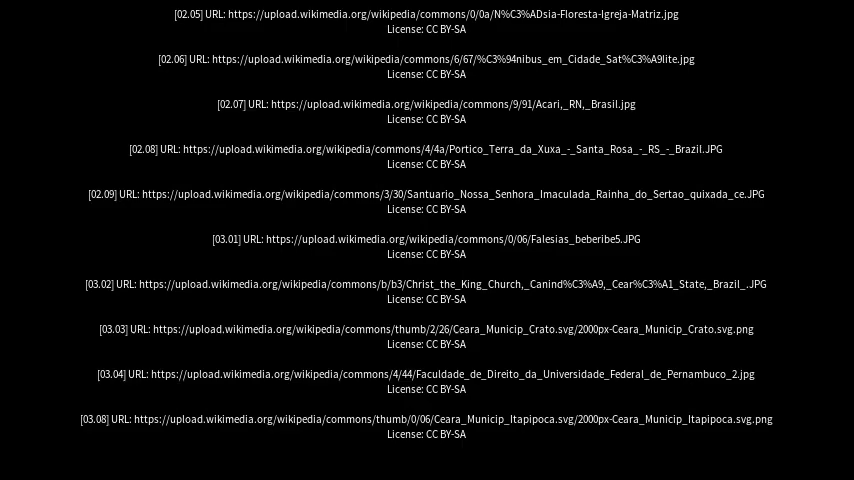 [02.05] URL: https://upload.wikimedia.org/wikipedia/commons/0/0a/N%C3%ADsia-Floresta-Igreja-Matriz.jpg
License: CC BY-SA
[02.06] URL: https://upload.wikimedia.org/wikipedia/commons/6/67/%C3%94nibus_em_Cidade_Sat%C3%A9lite.jpg
License: CC BY-SA
[02.07] URL: https://upload.wikimedia.org/wikipedia/commons/9/91/Acari,_RN,_Brasil.jpg
License: CC BY-SA
[02.08] URL: https://upload.wikimedia.org/wikipedia/commons/4/4a/Portico_Terra_da_Xuxa_-_Santa_Rosa_-_RS_-_Brazil.JPG
License: CC BY-SA
[02.09] URL: https://upload.wikimedia.org/wikipedia/commons/3/30/Santuario_Nossa_Senhora_Imaculada_Rainha_do_Sertao_quixada_ce.JPG
License: CC BY-SA
[03.01] URL: https://upload.wikimedia.org/wikipedia/commons/0/06/Falesias_beberibe5.JPG
License: CC BY-SA
[03.02] URL: https://upload.wikimedia.org/wikipedia/commons/b/b3/Christ_the_King_Church,_Canind%C3%A9,_Cear%C3%A1_State,_Brazil_.JPG
License: CC BY-SA
[03.03] URL: https://upload.wikimedia.org/wikipedia/commons/thumb/2/26/Ceara_Municip_Crato.svg/2000px-Ceara_Municip_Crato.svg.png
License: CC BY-SA
[03.04] URL: https://upload.wikimedia.org/wikipedia/commons/4/44/Faculdade_de_Direito_da_Universidade_Federal_de_Pernambuco_2.jpg
License: CC BY-SA
[03.08] URL: https://upload.wikimedia.org/wikipedia/commons/thumb/0/06/Ceara_Municip_Itapipoca.svg/2000px-Ceara_Municip_Itapipoca.svg.png
License: CC BY-SA